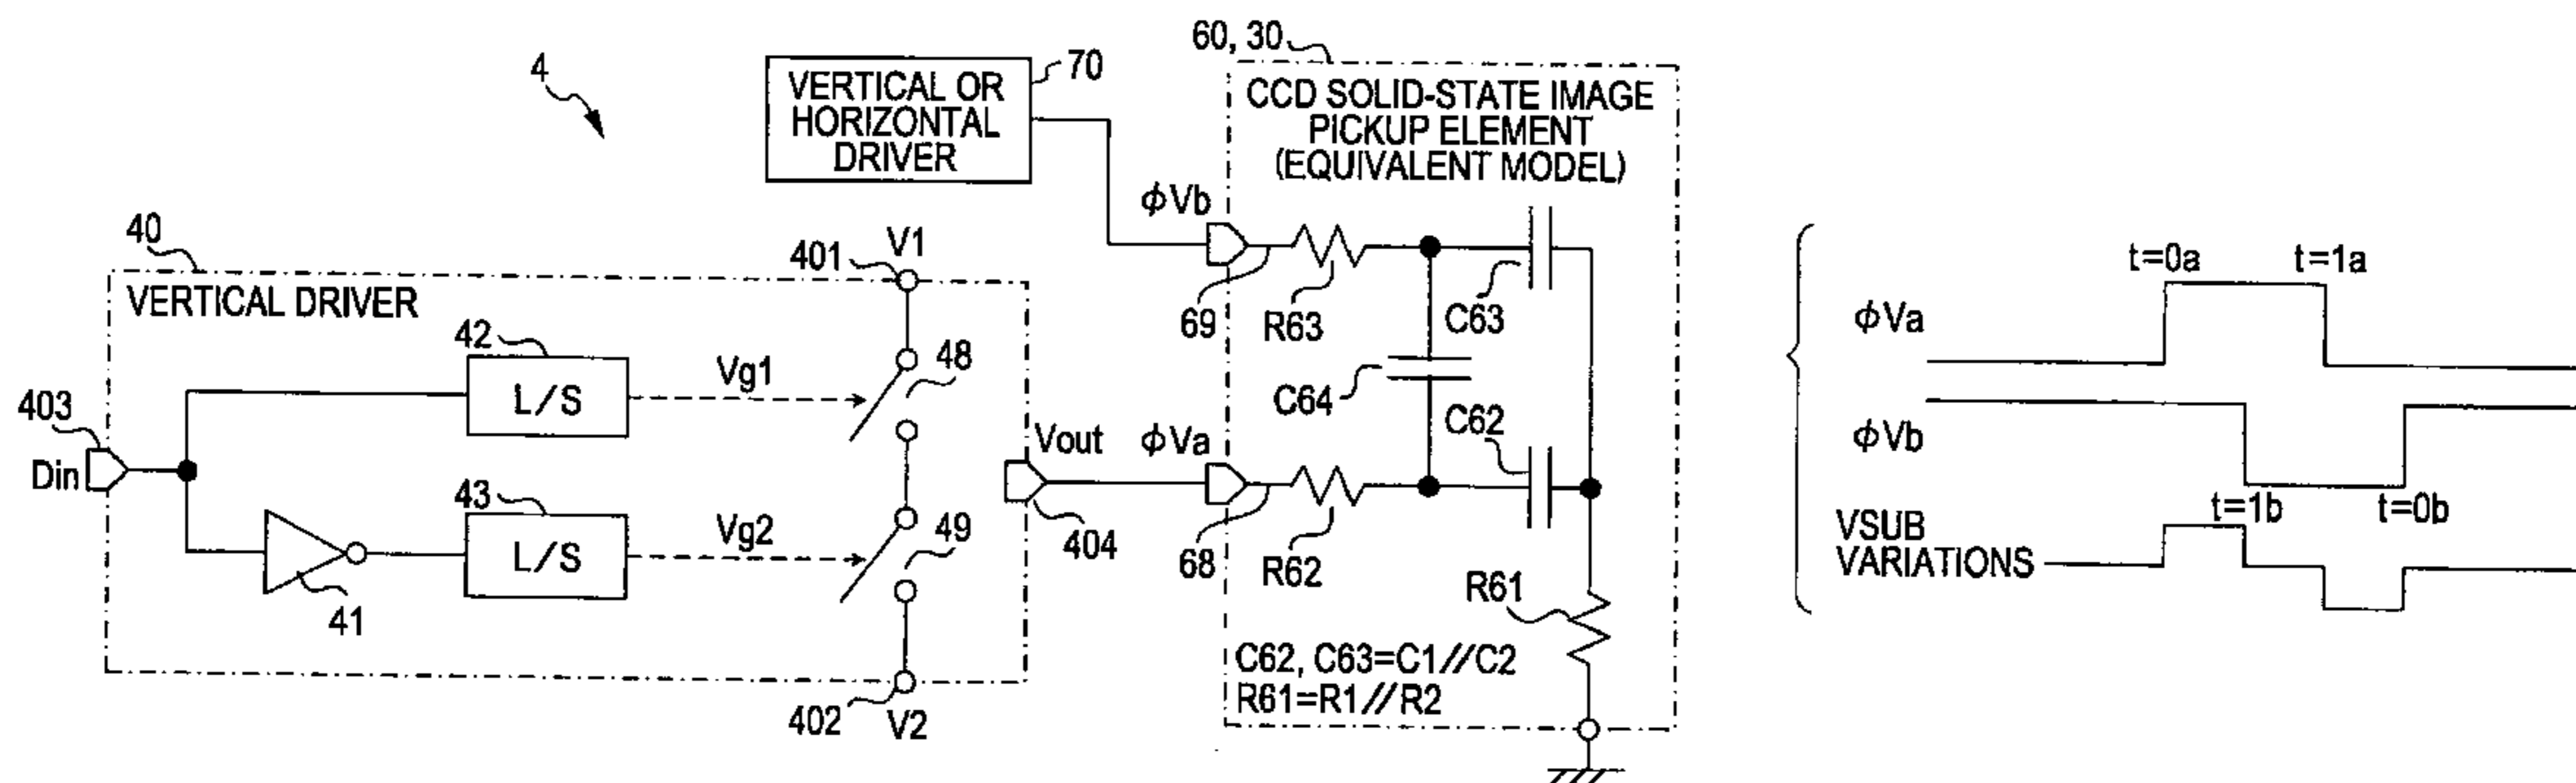 4
VERTICAL OR
HORIZONTAL
DRIVER
70
60, 30
CCD SOLID-STATE IMAGE
PICKUP ELEMENT
(EQUIVALENT MODEL)
40
VERTICAL DRIVER
403
Din
42
L/S
Vg1
41
43
L/S
Vg2
401
V1
48
49
402
V2
Vout
404
ϕVb
69
R63
C63
C64
C62
ϕVa
68
R62
R61
C62, C63=C1//C2
R61=R1//R2
t=0a
t=1a
ϕVa
ϕVb
t=1b
t=0b
VSUB
VARIATIONS